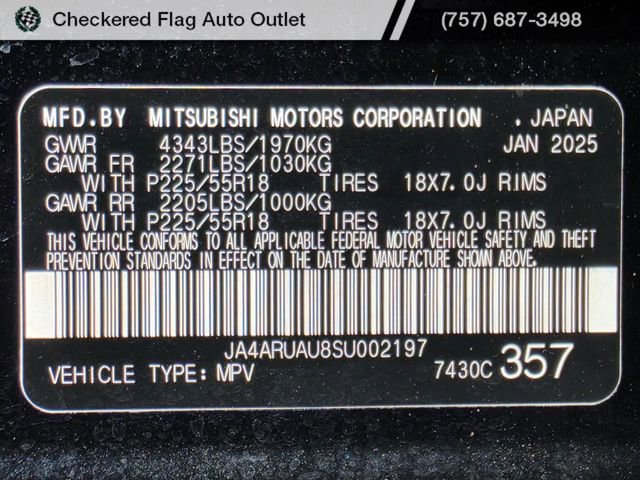 Checkered Flag Auto Outlet (757) 687-3498
MFD.BY MITSUBISHI MOTORS CORPORATION . JAPAN
GVWR 4343LBS/1970KG JAN 2025
GAWR FR 2271LBS/1030KG
WITH P225/55R18 TIRES 18X7.0J RIMS
GAWR RR 2205LBS/1000KG
WITH P225/55R18 TIRES 18X7.0J RIMS
THIS VEHICLE CONFORMS TO ALL APPLICABLE FEDERAL MOTOR VEHICLE SAFETY AND THEFT
PREVENTION STANDARDS IN EFFECT ON THE DATE OF MANUFACTURE SHOWN ABOVE.
JA4ARUAU8SU002197
VEHICLE TYPE: MPV 7430C 357